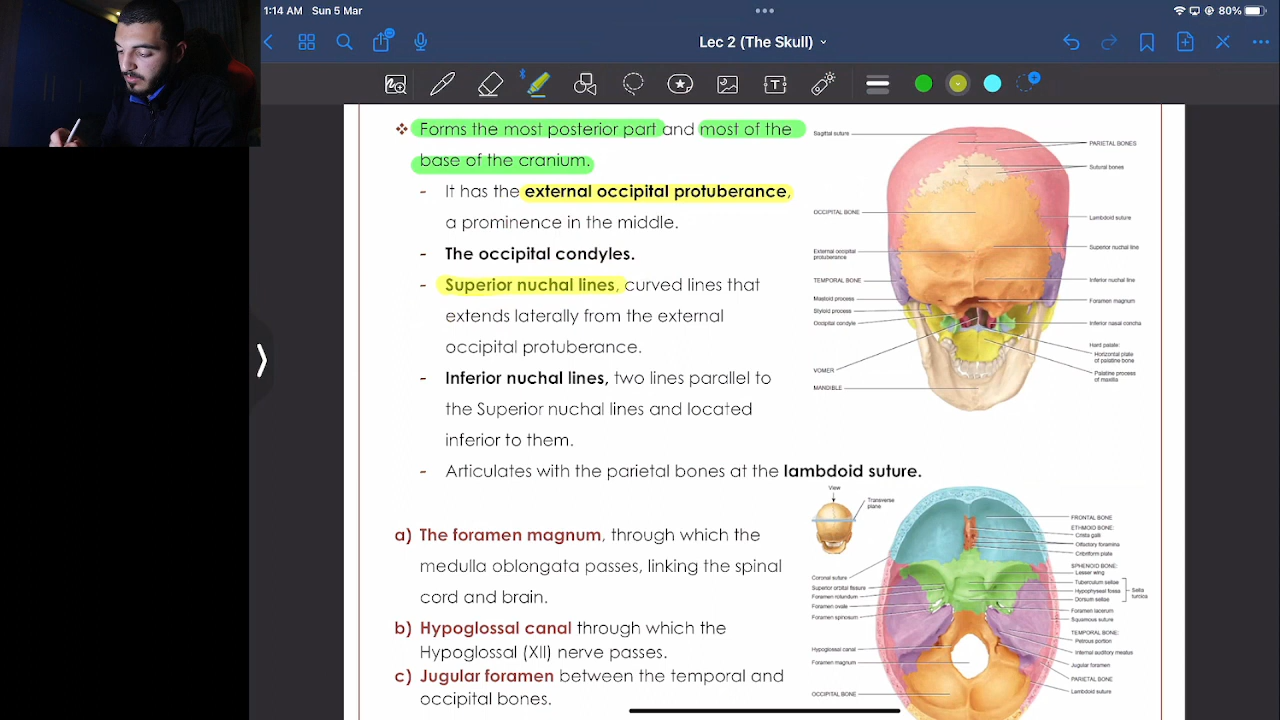 1:14 AM Sun 5 Mar
80%
Lec 2 (The Skull)
Forms the most posterior part and most of the
base of the cranium.
- It has the external occipital protuberance,
a prominence in the middle.
- The occipital condyles.
- Superior nuchal lines, curved lines that
extends laterally from the external
occipital protuberance.
- Inferior nuchal lines, two lines parallel to
the Superior nuchal lines and located
inferior to them.
- Articulates with the parietal bones at the lambdoid suture.
a) The foramen magnum, through which the
medulla oblongata passes, linking the spinal
cord and brain.
b) Hypoglossal canal through which the
Hypoglosseal (XII) nerve passes.
c) Jugular foramen between the temporal and
occipital bones.
Sagittal suture
OCCIPITAL BONE
External occipital
protuberance
TEMPORAL BONE
Mastoid process
Styloid process
Occipital condyle
VOMER
MANDIBLE
PARIETAL BONES
Sutural bones
Lambdoid suture
Superior nuchal line
Inferior nuchal line
Foramen magnum
Inferior nasal concha
Hard palate:
Horizontal plate
of palatine bone
Palatine process
of maxilla
View
Transverse
plane
Coronal suture
Superior orbital fissure
Foramen rotundum
Foramen ovale
Foramen spinosum
Hypoglossal canal
Foramen magnum
OCCIPITAL BONE
FRONTAL BONE
ETHMOID BONE:
Crista galli
Olfactory foramina
Cribriform plate
SPHENOID BONE:
Lesser wing
Tuberculum sellae
Hypophyseal fossa
Dorsum sellae
Sella
turcica
Foramen lacerum
Squamous suture
TEMPORAL BONE:
Petrous portion
Internal auditory meatus
Jugular foramen
PARIETAL BONE
Lambdoid suture